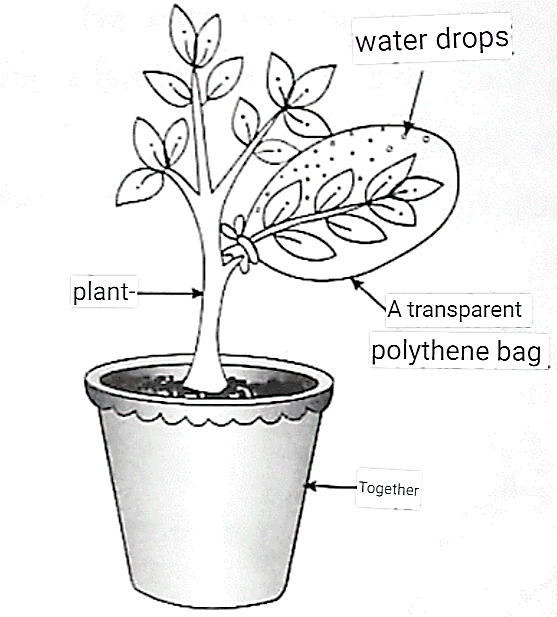 water drops
plant-
A transparent
polythene bag
Together